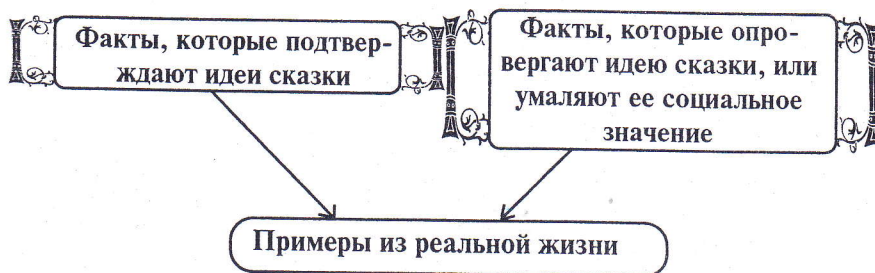 Факты, которые подтвер-
ждают идеи сказки
Факты, которые опро-
вергают идею сказки, или
умаляют ее социальное
значение
Примеры из реальной жизни